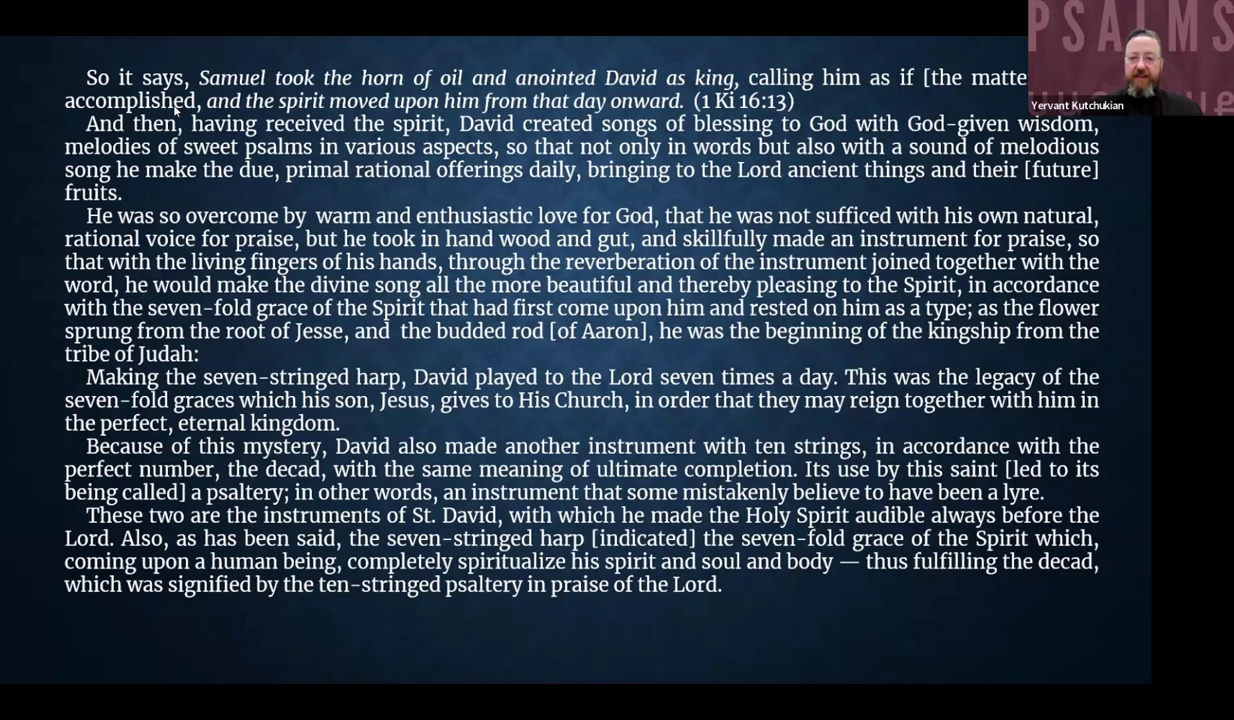 PSALMS
So it says, Samuel took the horn of oil and anointed David as king, calling him as if [the matte
Yervant Kutchukian
accomplished, and the spirit moved upon him from that day onward. (1 Ki 16:13)
And then, having received the spirit, David created songs of blessing to God with God-given wisdom,
melodies of sweet psalms in various aspects, so that not only in words but also with a sound of melodious
song he make the due, primal rational offerings daily, bringing to the Lord ancient things and their [future]
fruits.
He was so overcome by warm and enthusiastic love for God, that he was not sufficed with his own natural,
rational voice for praise, but he took in hand wood and gut, and skillfully made an instrument for praise, so
that with the living fingers of his hands, through the reverberation of the instrument joined together with the
word, he would make the divine song all the more beautiful and thereby pleasing to the Spirit, in accordance
with the seven-fold grace of the Spirit that had first come upon him and rested on him as a type; as the flower
sprung from the root of Jesse, and the budded rod [of Aaron], he was the beginning of the kingship from the
tribe of Judah:
Making the seven-stringed harp, David played to the Lord seven times a day. This was the legacy of the
seven-fold graces which his son, Jesus, gives to His Church, in order that they may reign together with him in
the perfect, eternal kingdom.
Because of this mystery, David also made another instrument with ten strings, in accordance with the
perfect number, the decad, with the same meaning of ultimate completion. Its use by this saint [led to its
being called] a psaltery; in other words, an instrument that some mistakenly believe to have been a lyre.
These two are the instruments of St. David, with which he made the Holy Spirit audible always before the
Lord. Also, as has been said, the seven-stringed harp [indicated] the seven-fold grace of the Spirit which,
coming upon a human being, completely spiritualize his spirit and soul and body — thus fulfilling the decad,
which was signified by the ten-stringed psaltery in praise of the Lord.